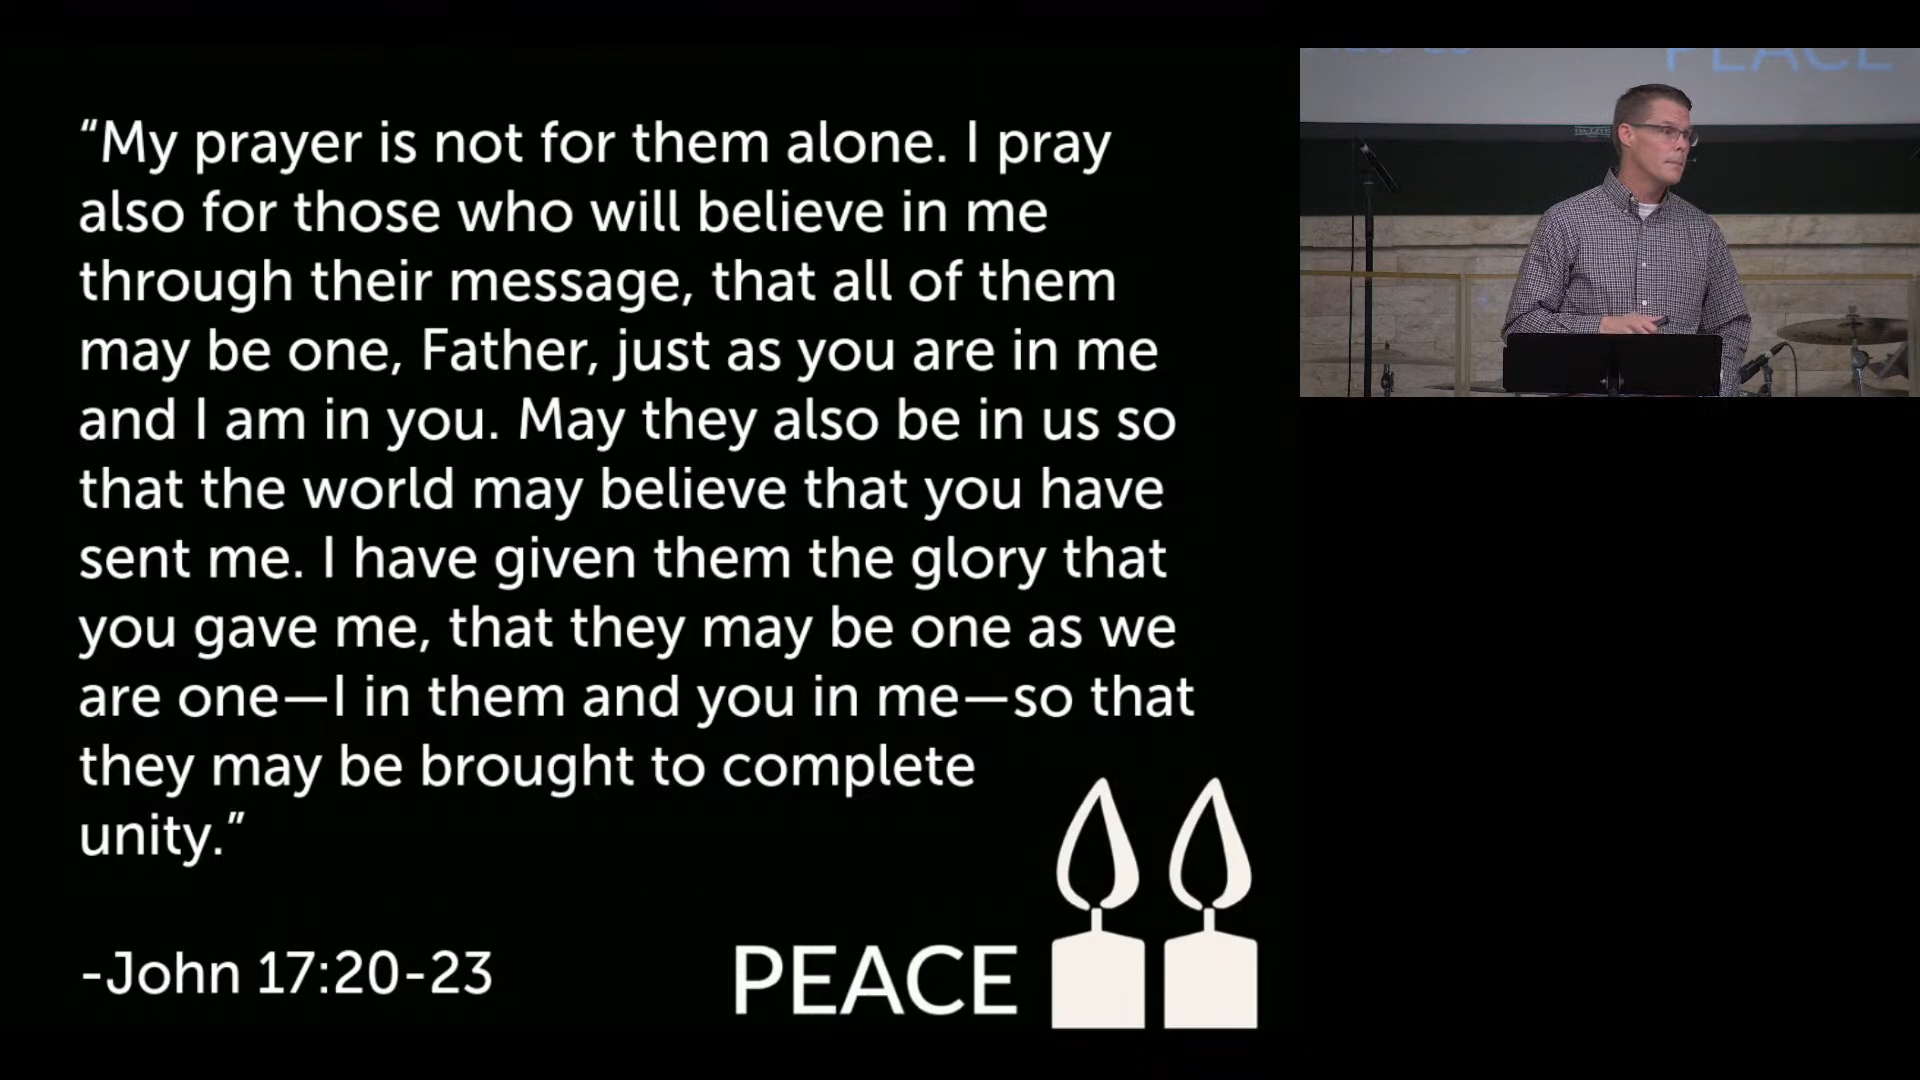 “My prayer is not for them alone. I pray
also for those who will believe in me
through their message, that all of them
may be one, Father, just as you are in me
and I am in you. May they also be in us so
that the world may believe that you have
sent me. I have given them the glory that
you gave me, that they may be one as we
are one—I in them and you in me—so that
they may be brought to complete
unity.”
-John 17:20-23
PEACE
PEACE